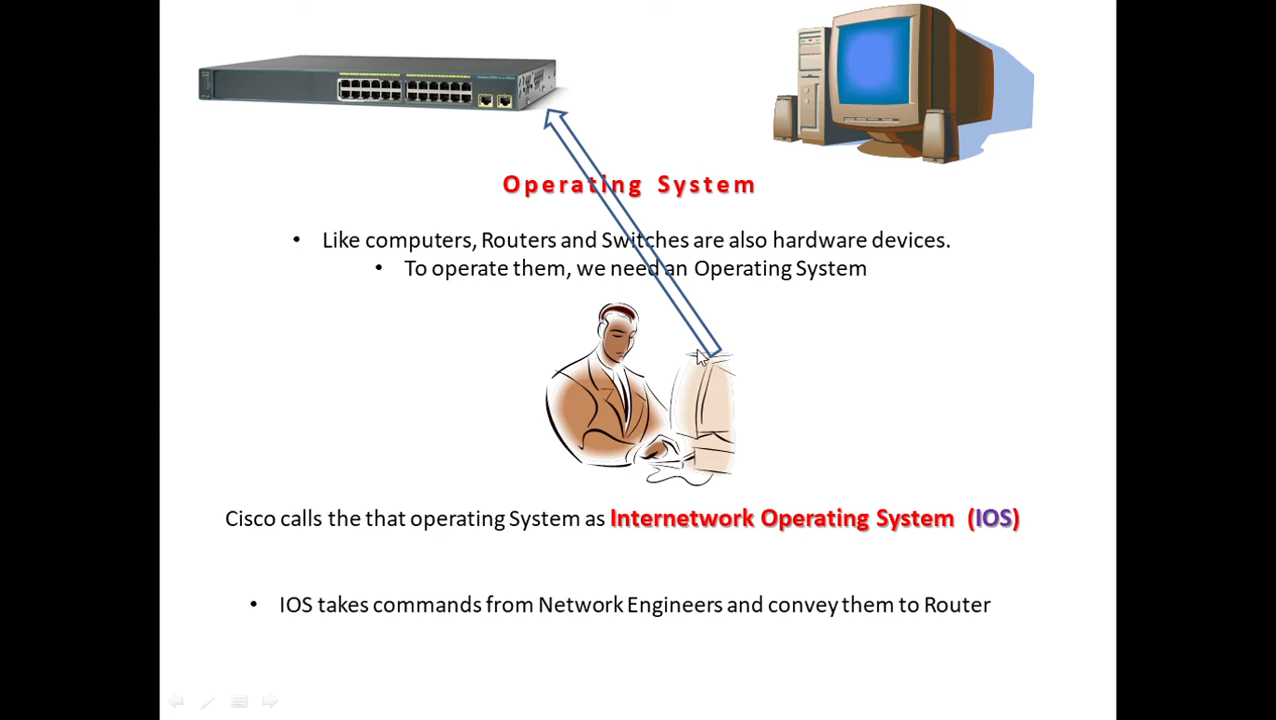 Operating System
• Like computers, Routers and Switches are also hardware devices.
• To operate them, we need an Operating System
Cisco calls the that operating System as Internetwork Operating System (IOS)
• IOS takes commands from Network Engineers and convey them to Router